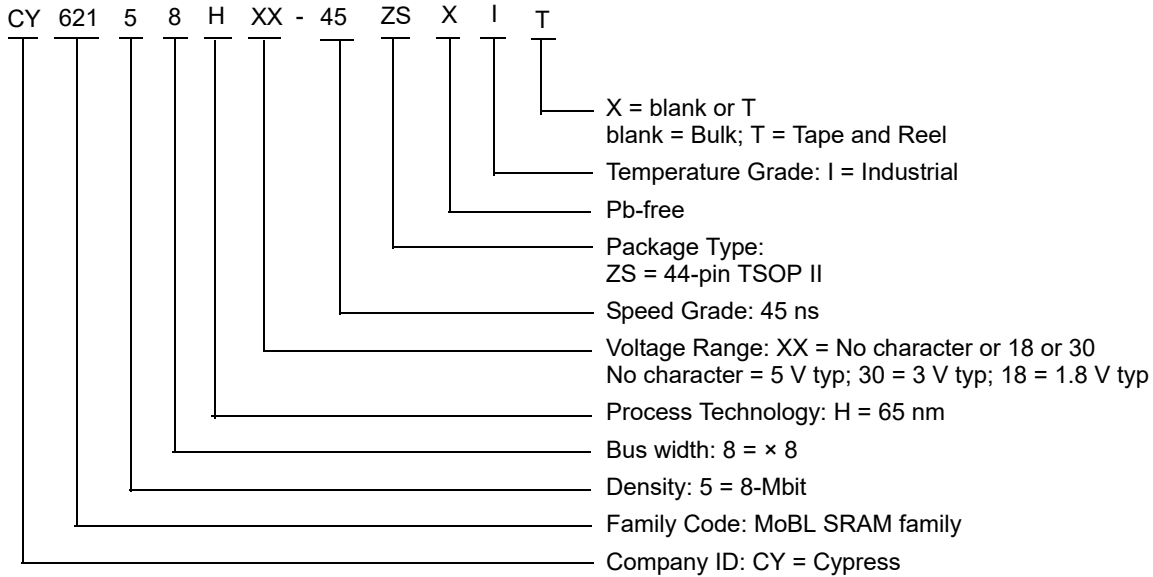 CY 621 5 8 H XX - 45 ZS X I T
X = blank or T
blank = Bulk; T = Tape and Reel
Temperature Grade: I = Industrial
Pb-free
Package Type:
ZS = 44-pin TSOP II
Speed Grade: 45 ns
Voltage Range: XX = No character or 18 or 30
No character = 5 V typ; 30 = 3 V typ; 18 = 1.8 V typ
Process Technology: H = 65 nm
Bus width: 8 = × 8
Density: 5 = 8-Mbit
Family Code: MoBL SRAM family
Company ID: CY = Cypress